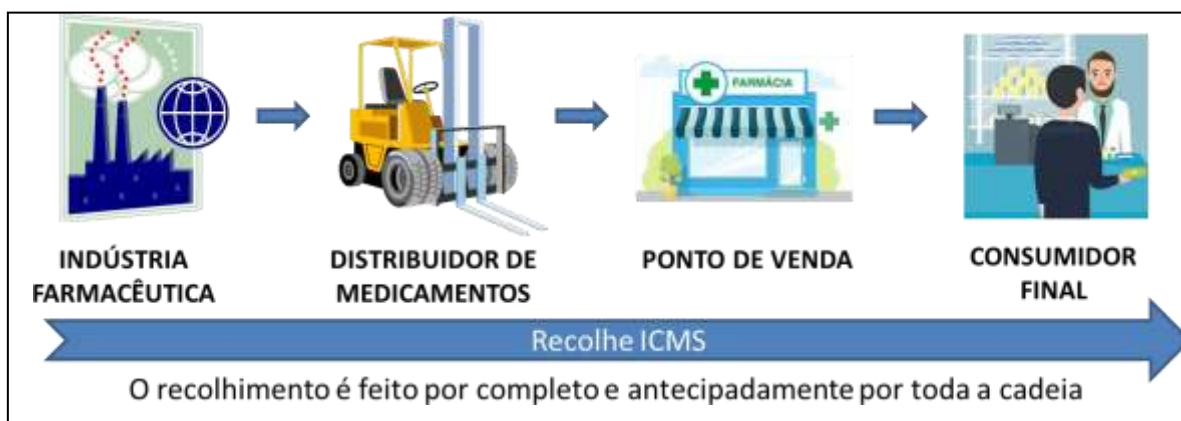 FARMÁCIA
INDÚSTRIA
FARMACÊUTICA
DISTRIBUIDOR DE
MEDICAMENTOS
PONTO DE VENDA
CONSUMIDOR
FINAL
Recolhe ICMS
O recolhimento é feito por completo e antecipadamente por toda a cadeia